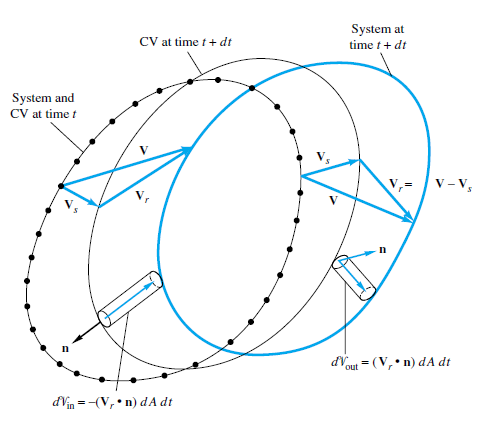 System at
time t + dt
CV at time t + dt
System and
CV at time t
V
V_s
V_r
V_s
V
V_r =
V – V_s
n
n
d𝒱_out = (V_r • n) dA dt
d𝒱_in = –(V_r • n) dA dt